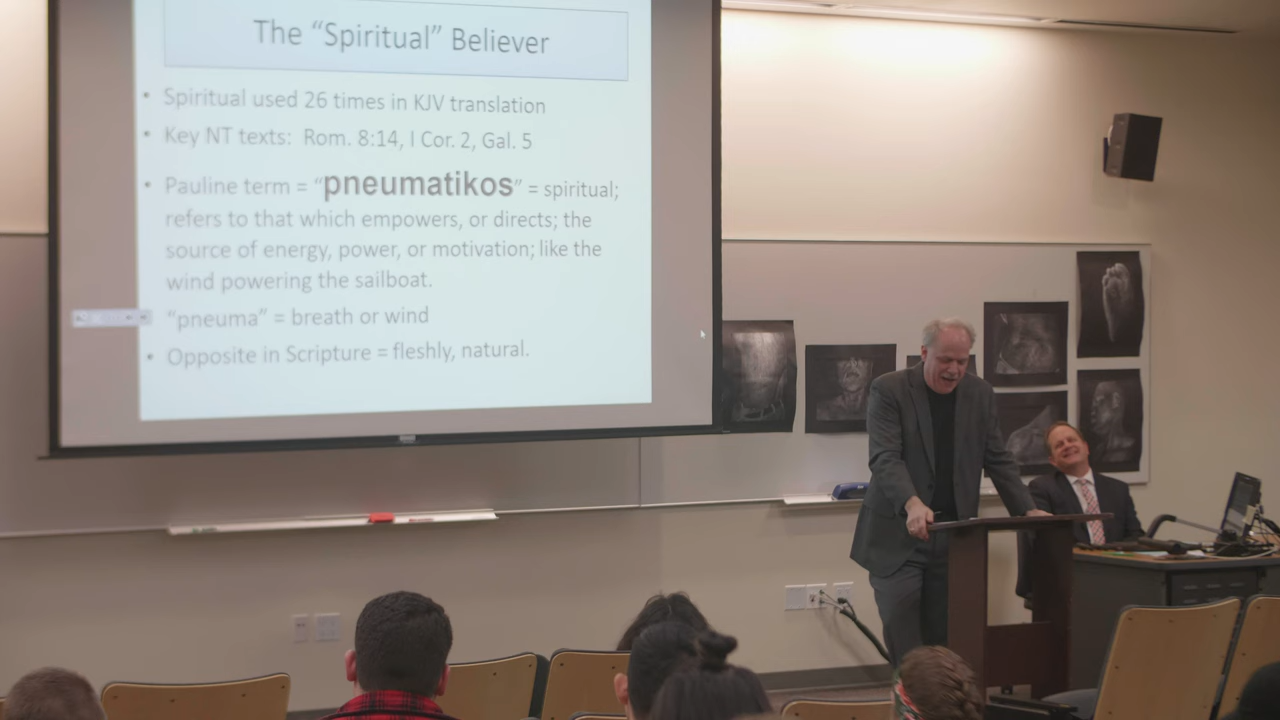 The “Spiritual” Believer
• Spiritual used 26 times in KJV translation
• Key NT texts: Rom. 8:14, I Cor. 2, Gal. 5
• Pauline term = “pneumatikos” = spiritual;
refers to that which empowers, or directs; the
source of energy, power, or motivation; like the
wind powering the sailboat.
“pneuma” = breath or wind
• Opposite in Scripture = fleshly, natural.